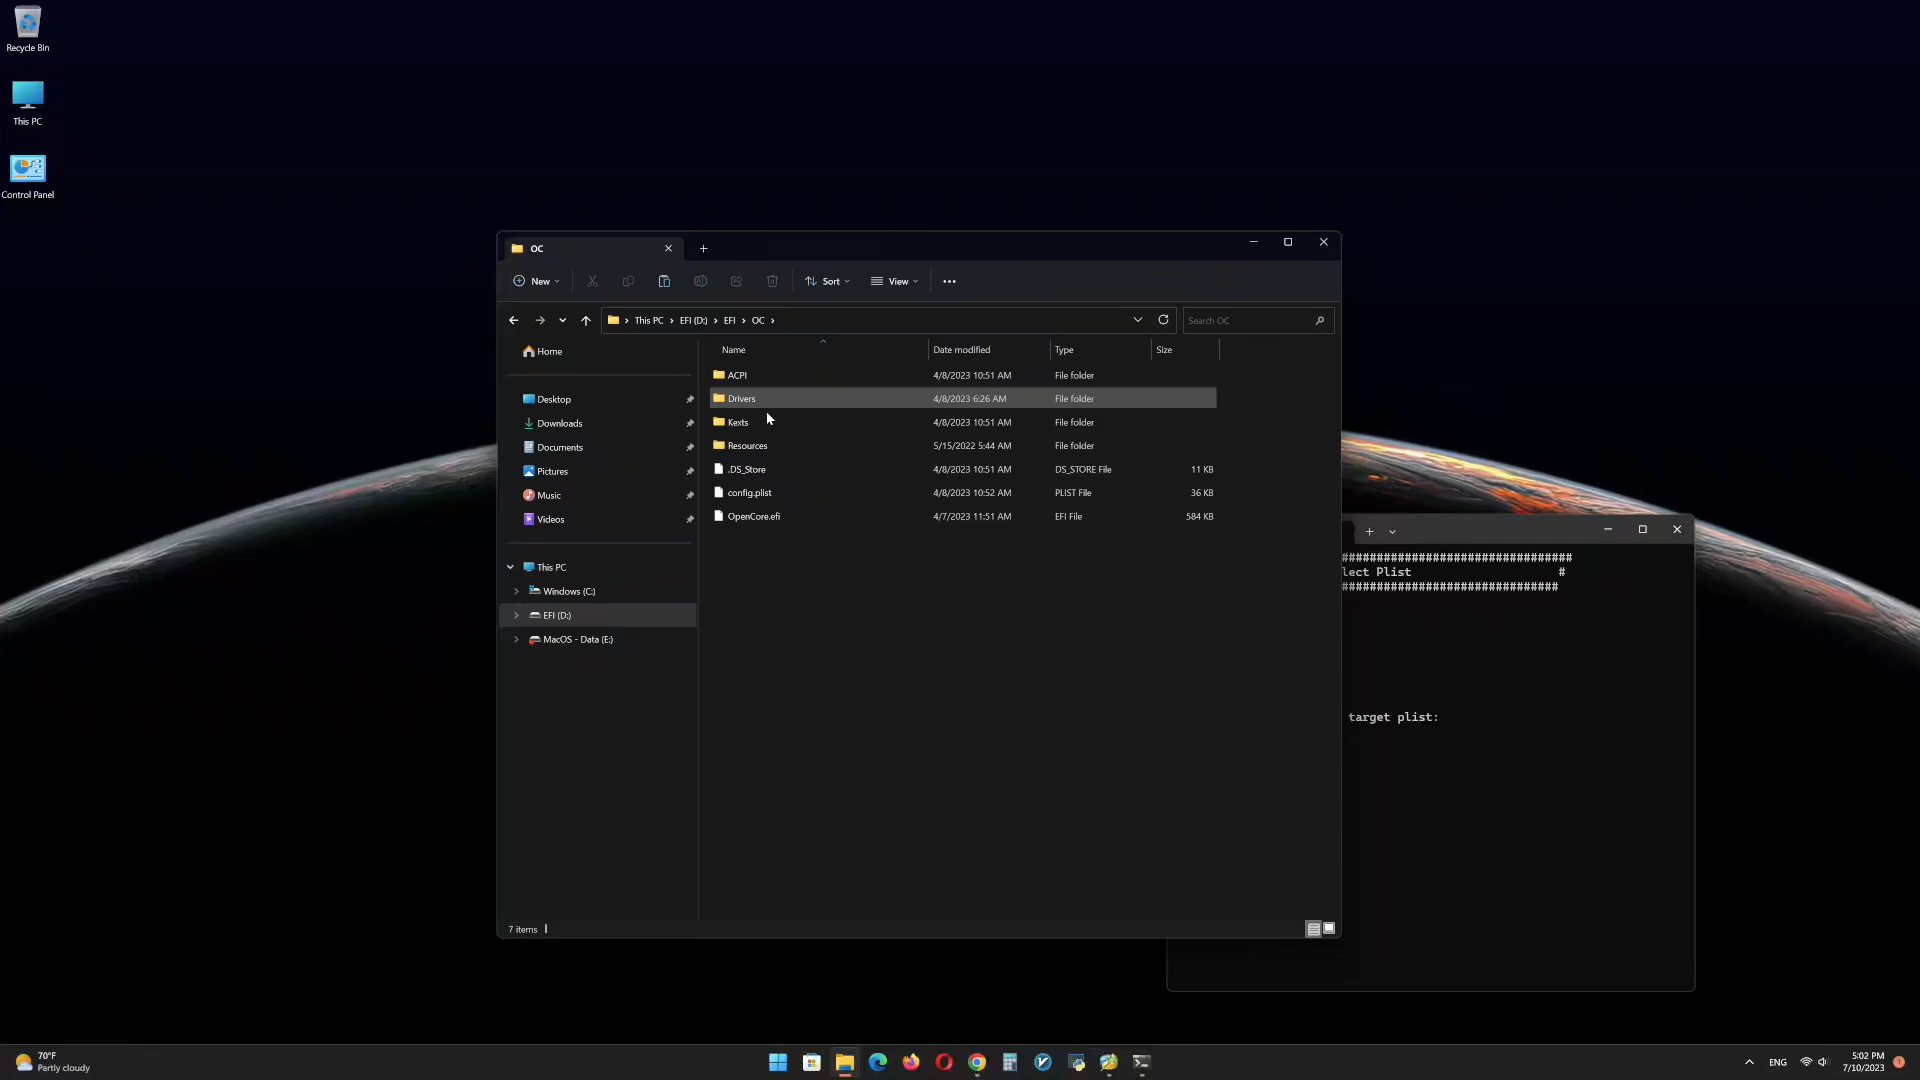 Recycle Bin
This PC
Control Panel
OC
New
Sort
View
This PC
EFI (D:)
EFI
OC
Search OC
Home
Desktop
Downloads
Documents
Pictures
Music
Videos
This PC
Windows (C:)
EFI (D:)
MacOS - Data (E:)
Name Date modified Type Size
ACPI 4/8/2023 10:51 AM File folder
Drivers 4/8/2023 6:26 AM File folder
Kexts 4/8/2023 10:51 AM File folder
Resources 5/15/2022 5:44 AM File folder
.DS_Store 4/8/2023 10:51 AM DS_STORE File 11 KB
config.plist 4/8/2023 10:52 AM PLIST File 36 KB
OpenCore.efi 4/7/2023 11:51 AM EFI File 584 KB
7 items
#################################
lect Plist #
###############################
target plist:
70°F
Partly cloudy
ENG
5:02 PM
7/10/2023
1